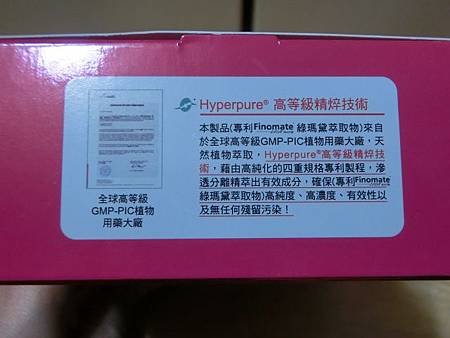 Hyperpure® 高等級精焠技術
本製品(專利Finomate 綠瑪黛萃取物)來自
於全球高等級GMP-PIC植物用藥大廠，天
然植物萃取，Hyperpure®高等級精焠技
術，藉由高純化的四重規格專利製程，滲
透分離精萃出有效成分，確保(專利Finomate
綠瑪黛萃取物)高純度、高濃度、有效性以
及無任何殘留污染！
全球高等級
GMP-PIC植物
用藥大廠